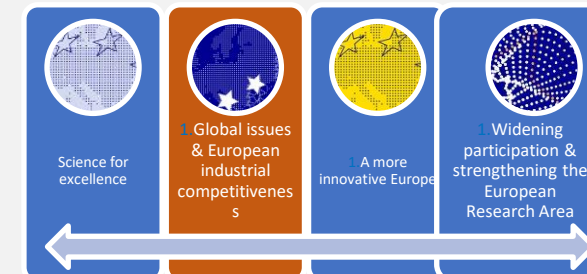 Science for
excellence
1.Global issues
& European
industrial
competitivenes
s
1.A more
innovative Europe
1.Widening
participation &
strengthening the
European
Research Area